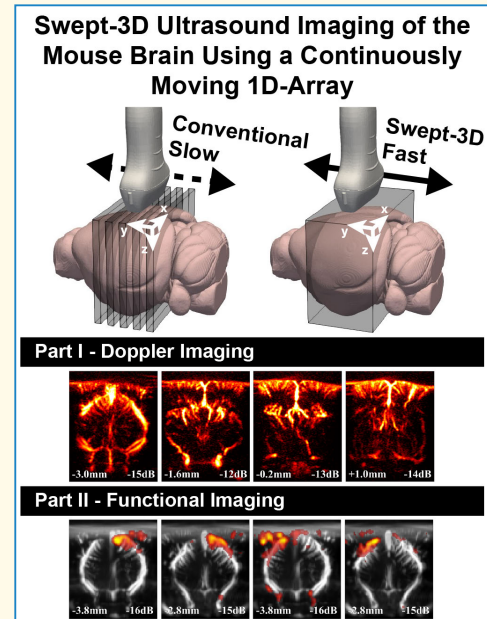 Swept-3D Ultrasound Imaging of the
Mouse Brain Using a Continuously
Moving 1D-Array
Conventional
Slow
Swept-3D
Fast
x
y
z
x
y
z
Part I - Doppler Imaging
-3.0mm -15dB
-1.6mm -12dB
-0.2mm -13dB
+1.0mm -14dB
Part II - Functional Imaging
-3.8mm -16dB
-2.8mm -15dB
-3.8mm -16dB
-2.8mm -15dB